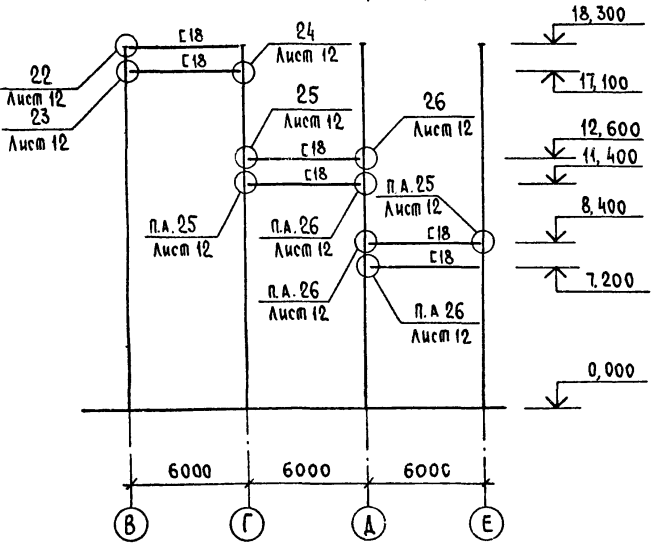 18,300
[18
24
Лист 12
[18
22
Лист 12
17,100
23
Лист 12
25
Лист 12
26
Лист 12
12,600
[18
11,400
[18
П.А.25
Лист 12
П.А.25
Лист 12
П.А.26
Лист 12
8,400
[18
[18
7,200
П.А.26
Лист 12
П.А 26
Лист 12
0,000
6000
6000
6000
В
Г
Д
Е